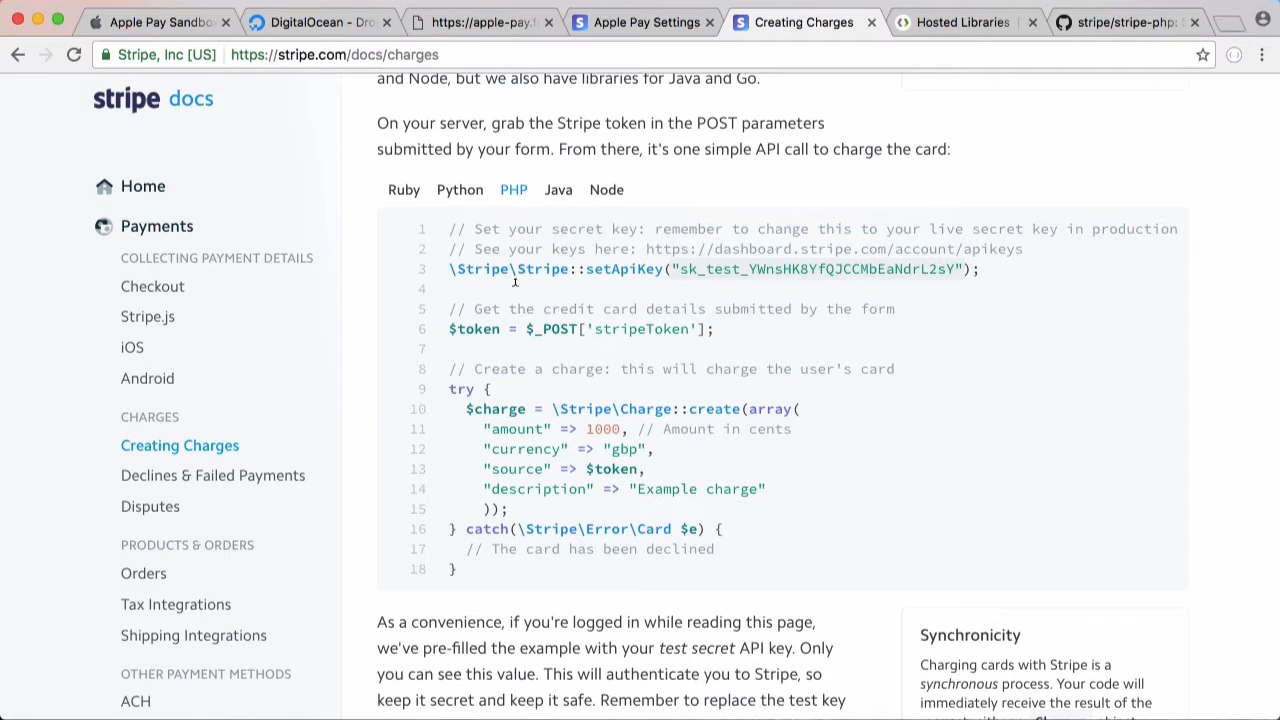 Apple Pay Sandbo
DigitalOcean - Dro
https://apple-pay.f
Apple Pay Settings
Creating Charges
Hosted Libraries
stripe/stripe-php: S
Stripe, Inc [US]
https://stripe.com/docs/charges
stripe docs
Home
Payments
COLLECTING PAYMENT DETAILS
Checkout
Stripe.js
iOS
Android
CHARGES
Creating Charges
Declines & Failed Payments
Disputes
PRODUCTS & ORDERS
Orders
Tax Integrations
Shipping Integrations
OTHER PAYMENT METHODS
ACH
and Node, but we also have libraries for Java and Go.
On your server, grab the Stripe token in the POST parameters
submitted by your form. From there, it's one simple API call to charge the card:
Ruby Python PHP Java Node
1 // Set your secret key: remember to change this to your live secret key in production
2 // See your keys here: https://dashboard.stripe.com/account/apikeys
3 \Stripe\Stripe::setApiKey("sk_test_YWnsHK8YfQJCCMbEaNdrL2sY");
4
5 // Get the credit card details submitted by the form
6 $token = $_POST['stripeToken'];
7
8 // Create a charge: this will charge the user's card
9 try {
10 $charge = \Stripe\Charge::create(array(
11 "amount" => 1000, // Amount in cents
12 "currency" => "gbp",
13 "source" => $token,
14 "description" => "Example charge"
15 ));
16 } catch(\Stripe\Error\Card $e) {
17 // The card has been declined
18 }
As a convenience, if you're logged in while reading this page,
we've pre-filled the example with your test secret API key. Only
you can see this value. This will authenticate you to Stripe, so
keep it secret and keep it safe. Remember to replace the test key
Synchronicity
Charging cards with Stripe is a
synchronous process. Your code will
immediately receive the result of the